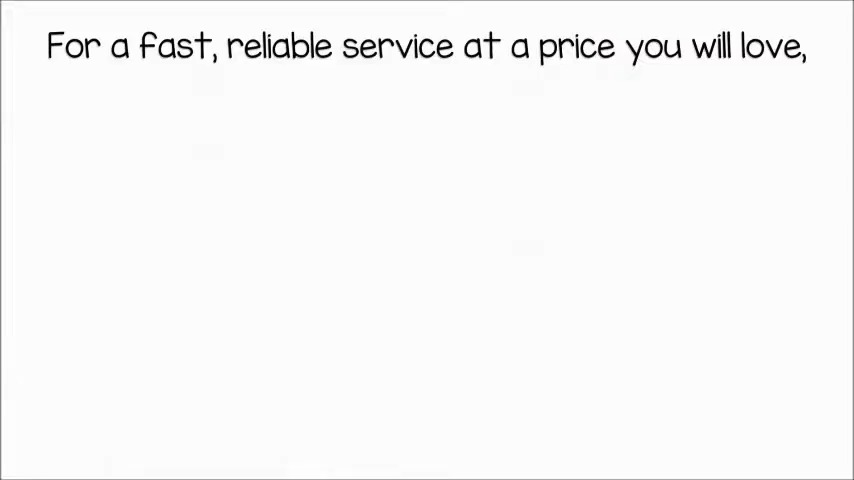 For a fast, reliable service at a price you will love,